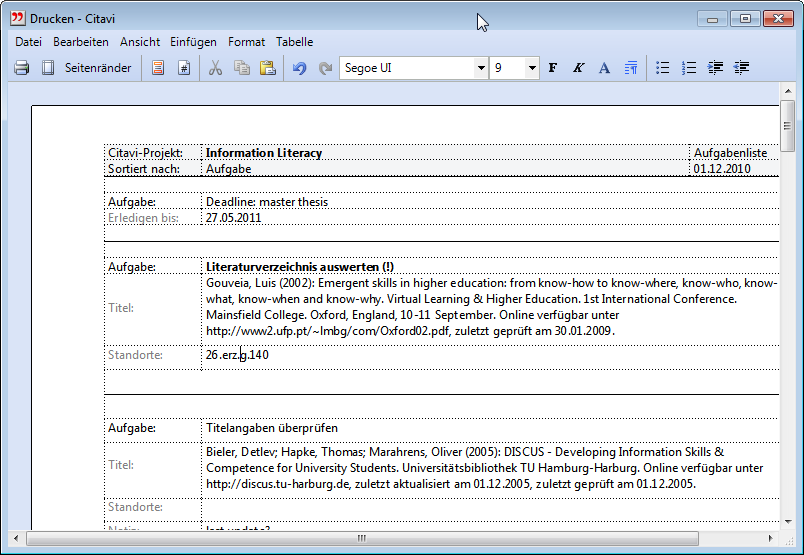 Drucken - Citavi
Datei Bearbeiten Ansicht Einfügen Format Tabelle
Seitenränder # Segoe UI 9 F K A
Citavi-Projekt: Information Literacy Aufgabenliste
Sortiert nach: Aufgabe 01.12.2010
Aufgabe: Deadline: master thesis
Erledigen bis: 27.05.2011
Aufgabe: Literaturverzeichnis auswerten (!)
Gouveia, Luis (2002): Emergent skills in higher education: from know-how to know-where, know-who, know-
what, know-when and know-why. Virtual Learning & Higher Education. 1st International Conference.
Titel: Mainsfield College. Oxford, England, 10-11 September. Online verfügbar unter
http://www2.ufp.pt/~lmbg/com/Oxford02.pdf, zuletzt geprüft am 30.01.2009.
Standorte: 26.erz.g.140
Aufgabe: Titelangaben überprüfen
Bieler, Detlev; Hapke, Thomas; Marahrens, Oliver (2005): DISCUS - Developing Information Skills &
Titel: Competence for University Students. Universitätsbibliothek TU Hamburg-Harburg. Online verfügbar unter
http://discus.tu-harburg.de, zuletzt aktualisiert am 01.12.2005, zuletzt geprüft am 01.12.2005.
Standorte:
Notiz: last update?